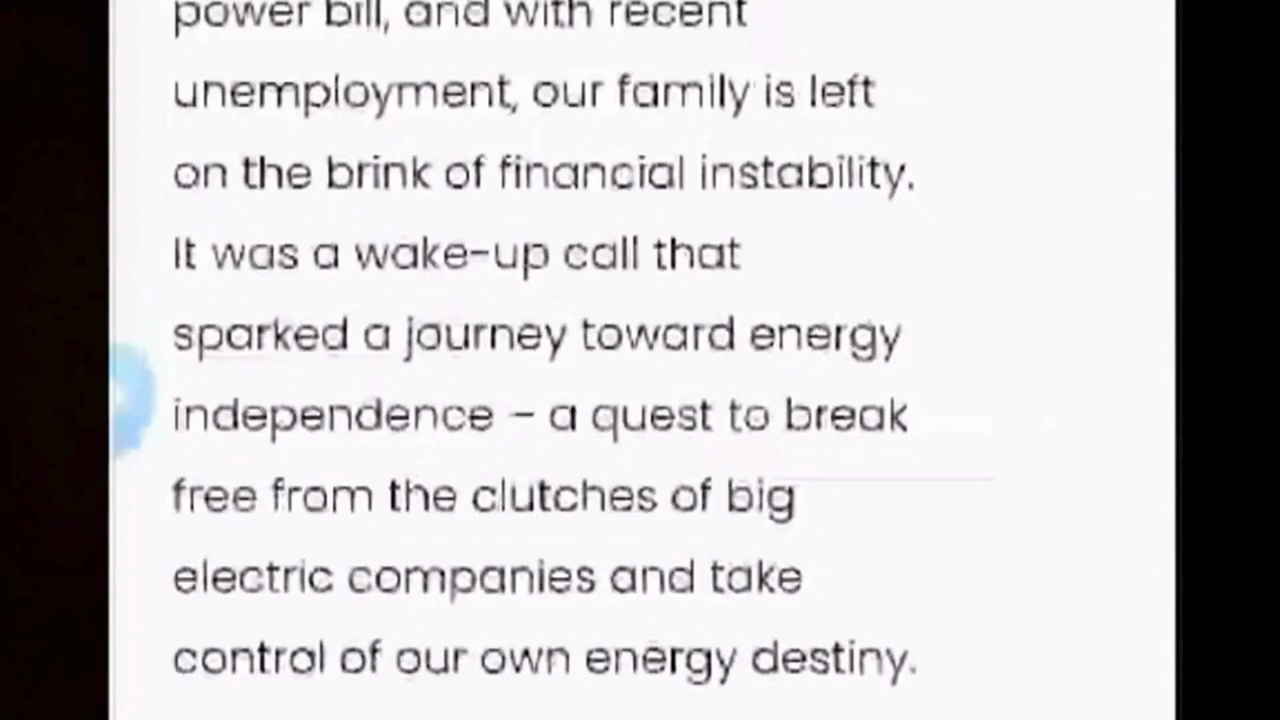 power bill, and with recent
unemployment, our family is left
on the brink of financial instability.
It was a wake-up call that
sparked a journey toward energy
independence – a quest to break
free from the clutches of big
electric companies and take
control of our own energy destiny.